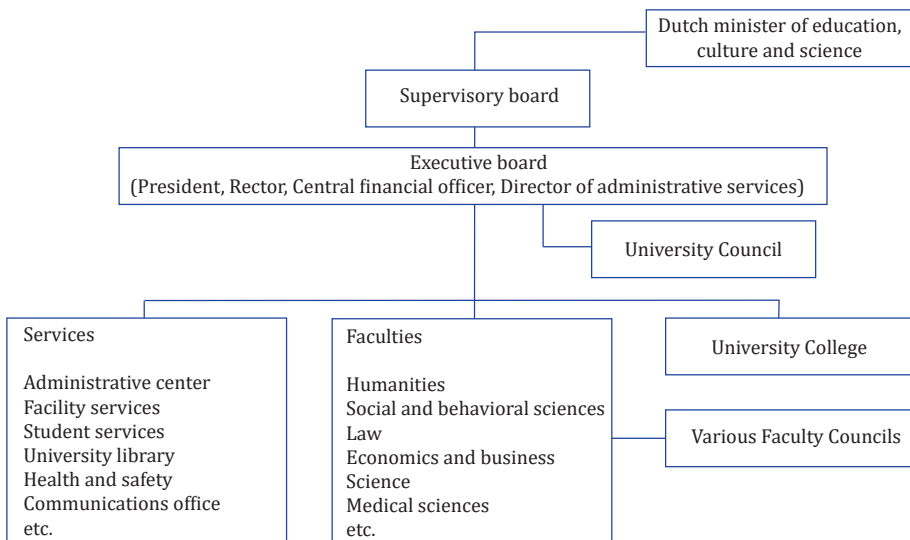 Dutch minister of education,
culture and science
Supervisory board
Executive board
(President, Rector, Central financial officer, Director of administrative services)
University Council
Services
Administrative center
Facility services
Student services
University library
Health and safety
Communications office
etc.
Faculties
Humanities
Social and behavioral sciences
Law
Economics and business
Science
Medical sciences
etc.
University College
Various Faculty Councils